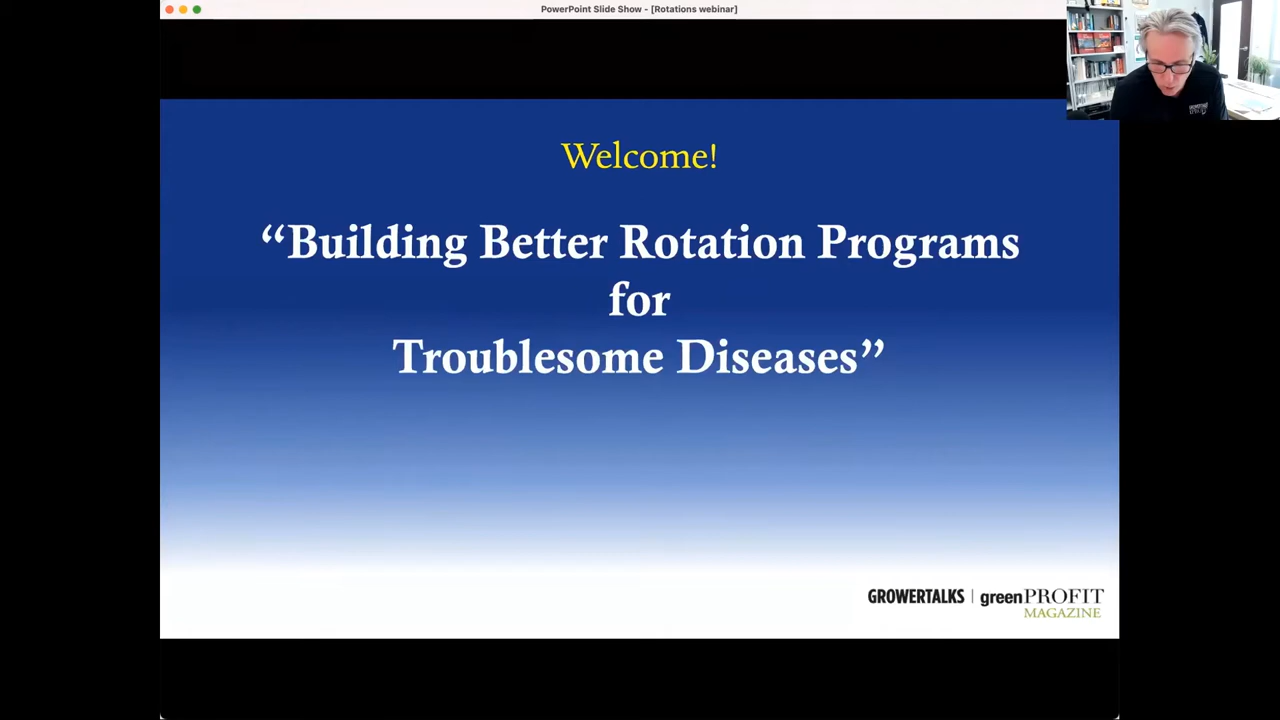 PowerPoint Slide Show - [Rotations webinar]
Welcome!
“Building Better Rotation Programs
for
Troublesome Diseases”
GROWERTALKS | greenPROFIT
MAGAZINE